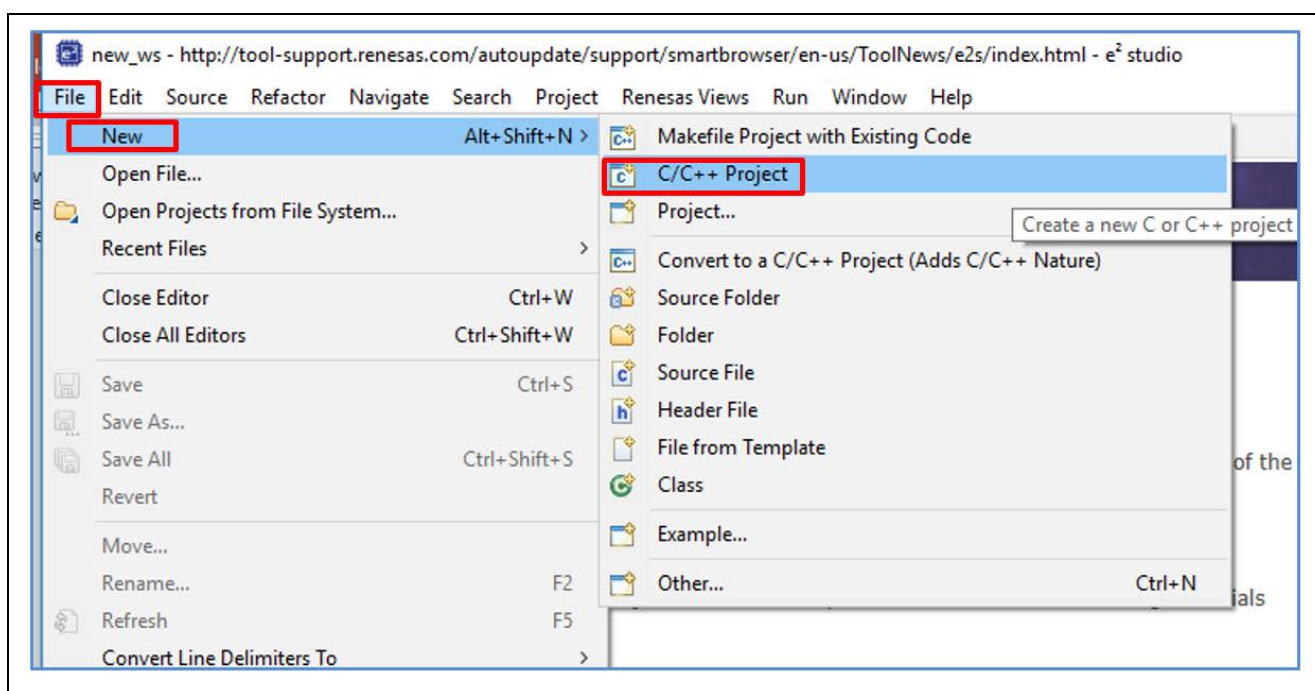 new_ws - http://tool-support.renesas.com/autoupdate/support/smartbrowser/en-us/ToolNews/e2s/index.html - e² studio
File Edit Source Refactor Navigate Search Project Renesas Views Run Window Help
New Alt+Shift+N >
Open File...
Open Projects from File System...
Recent Files >
Close Editor Ctrl+W
Close All Editors Ctrl+Shift+W
Save Ctrl+S
Save As...
Save All Ctrl+Shift+S
Revert
Move...
Rename... F2
Refresh F5
Convert Line Delimiters To >
Makefile Project with Existing Code
C/C++ Project
Project...
Create a new C or C++ project
Convert to a C/C++ Project (Adds C/C++ Nature)
Source Folder
Folder
Source File
Header File
File from Template
Class
Example...
Other... Ctrl+N
of the
ials